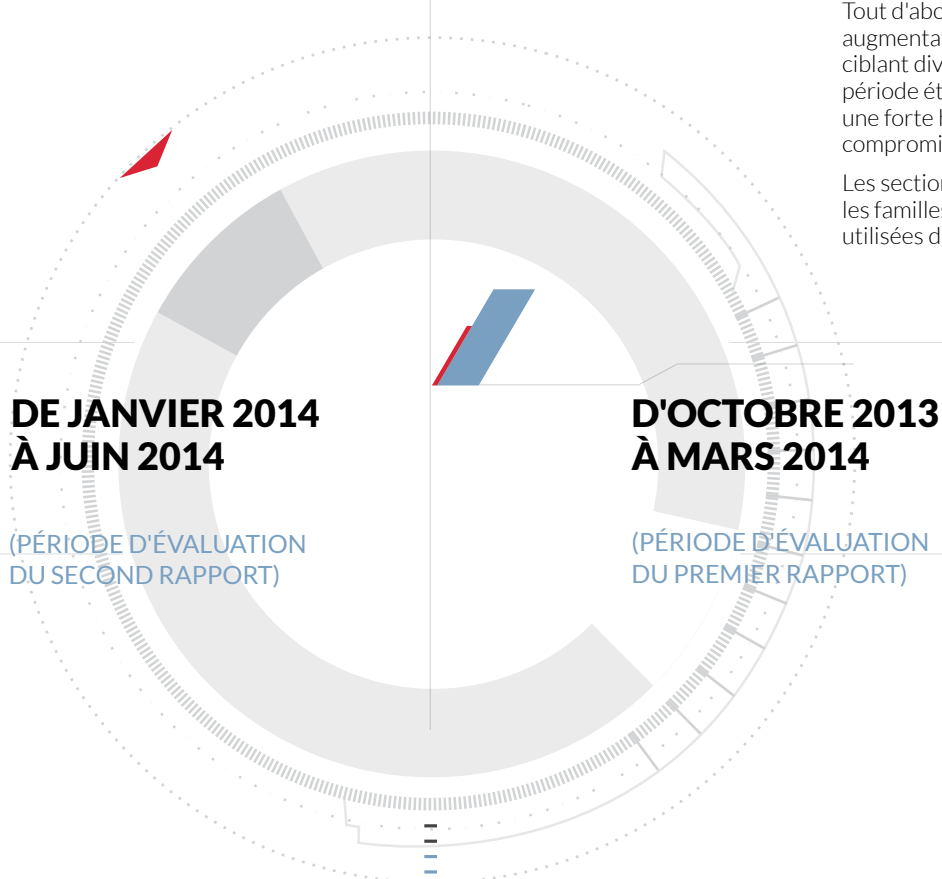 Tout d'abo
augmenta
ciblant div
période ét
une forte
compromi
Les section
les familles
utilisées d
DE JANVIER 2014
À JUIN 2014
(PÉRIODE D'ÉVALUATION
DU SECOND RAPPORT)
D'OCTOBRE 2013
À MARS 2014
(PÉRIODE D'ÉVALUATION
DU PREMIER RAPPORT)